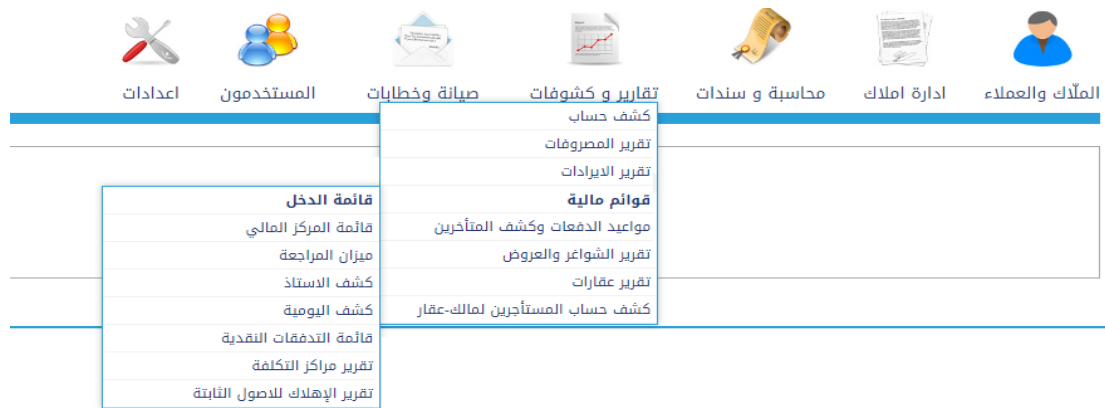 الملّاك والعملاء
ادارة املاك
محاسبة و سندات
تقارير و كشوفات
صيانة وخطابات
المستخدمون
اعدادات
كشف حساب
تقرير المصروفات
تقرير الايرادات
قوائم مالية
مواعيد الدفعات وكشف المتأخرين
تقرير الشواغر والعروض
تقرير عقارات
كشف حساب المستأجرين لمالك-عقار
قائمة الدخل
قائمة المركز المالي
ميزان المراجعة
كشف الاستاذ
كشف اليومية
قائمة التدفقات النقدية
تقرير مراكز التكلفة
تقرير الإهلاك للاصول الثابتة